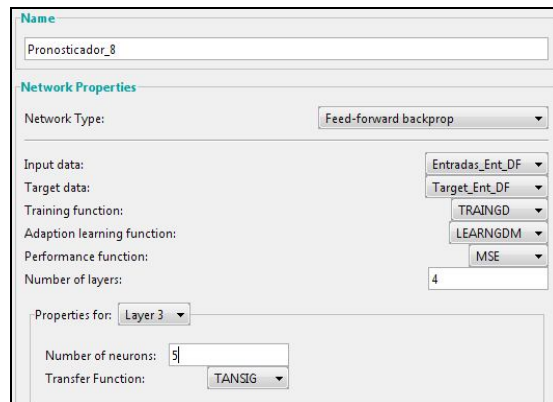 Name
Pronosticador_8
Network Properties
Network Type: Feed-forward backprop
Input data: Entradas_Ent_DF
Target data: Target_Ent_DF
Training function: TRAINGD
Adaption learning function: LEARNGDM
Performance function: MSE
Number of layers: 4
Properties for: Layer 3
Number of neurons: 5
Transfer Function: TANSIG